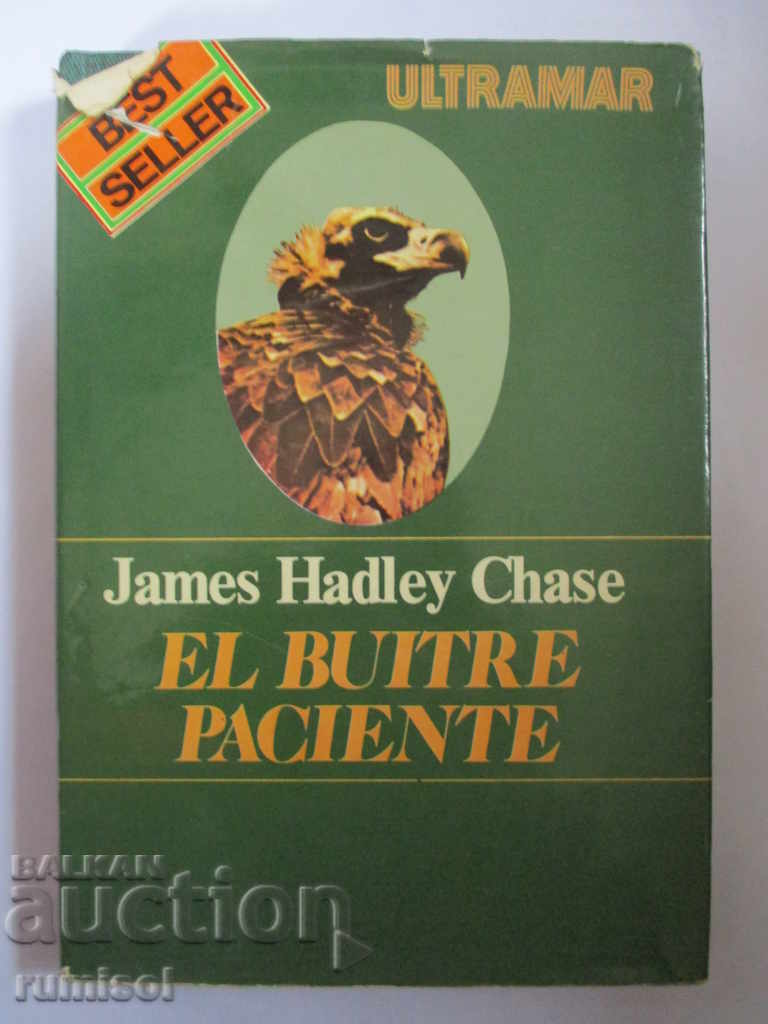 BEST
SELLER
ULTRAMAR
James Hadley Chase
EL BUITRE
PACIENTE
BALKAN
auction
rumisol